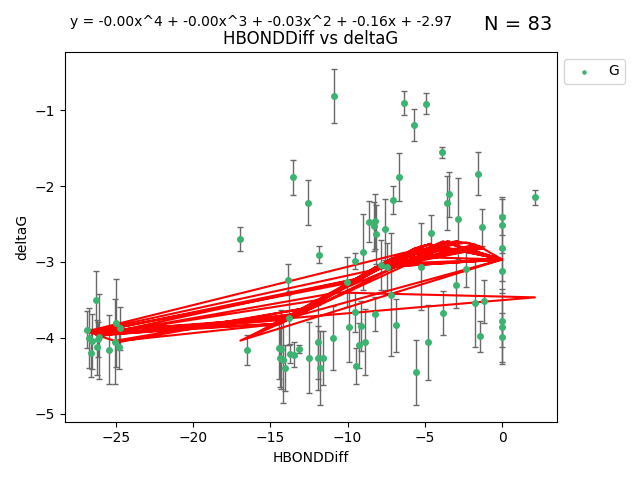 y = -0.00x^4 + -0.00x^3 + -0.03x^2 + -0.16x + -2.97
N = 83
HBONDDiff vs deltaG
G
−1
−2
−3
−4
−5
deltaG
−25
−20
−15
−10
−5
0
HBONDDiff